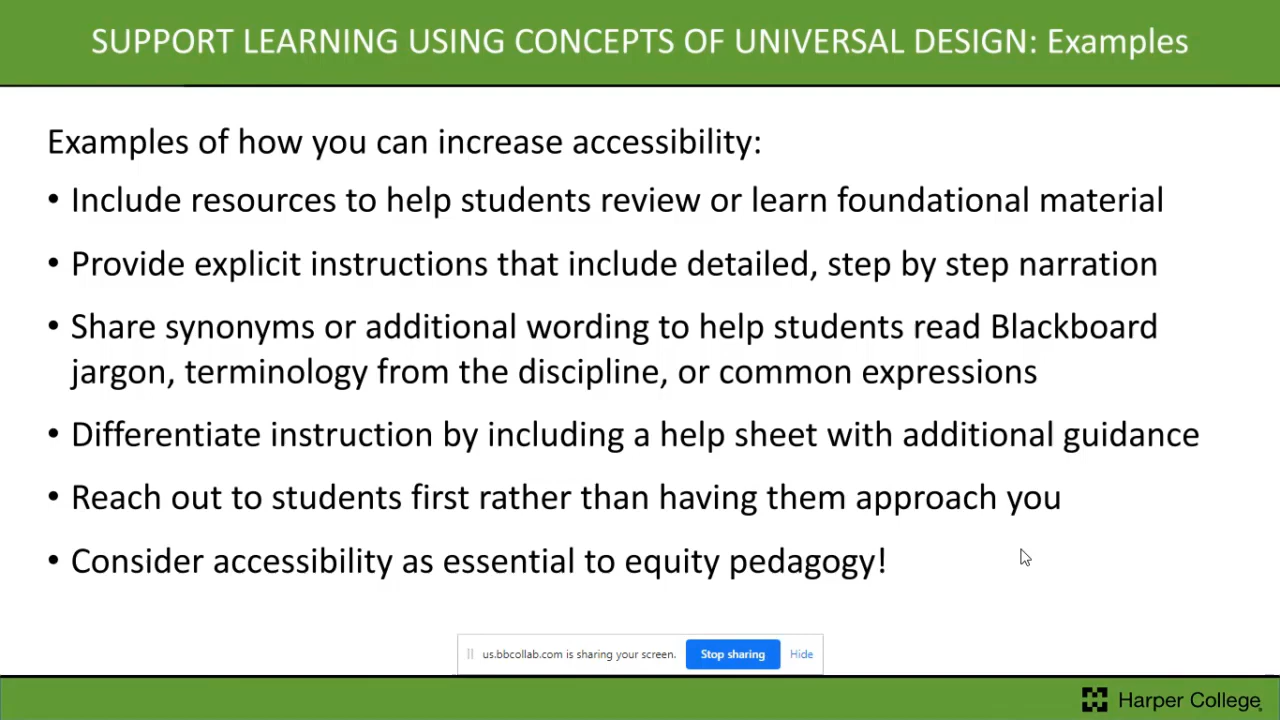 SUPPORT LEARNING USING CONCEPTS OF UNIVERSAL DESIGN: Examples
Examples of how you can increase accessibility:
• Include resources to help students review or learn foundational material
• Provide explicit instructions that include detailed, step by step narration
• Share synonyms or additional wording to help students read Blackboard
jargon, terminology from the discipline, or common expressions
• Differentiate instruction by including a help sheet with additional guidance
• Reach out to students first rather than having them approach you
• Consider accessibility as essential to equity pedagogy!
us.bbcollab.com is sharing your screen. Stop sharing Hide
Harper College